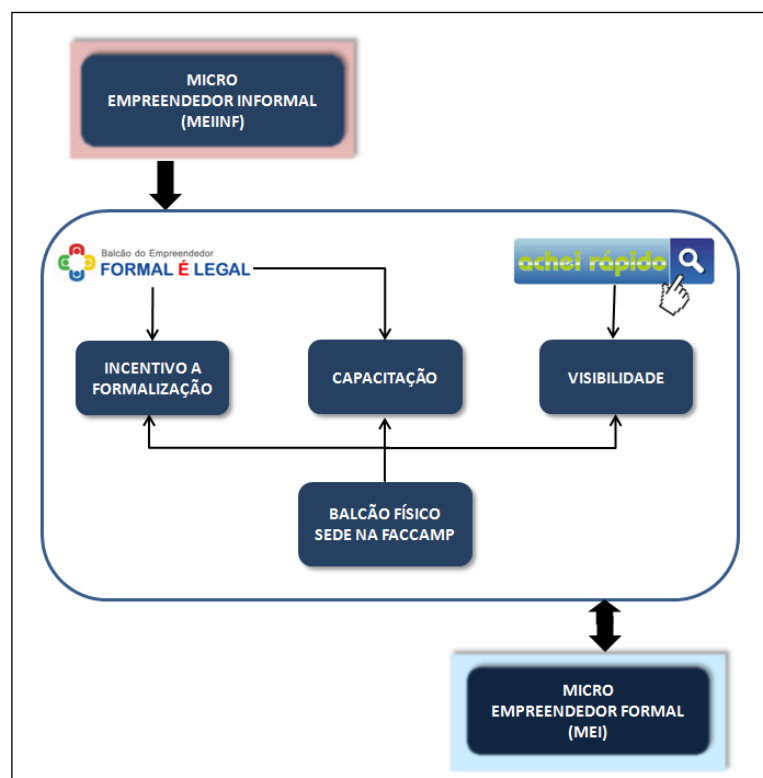 MICRO
EMPREENDEDOR INFORMAL
(MEIINF)
Balcão do Empreendedor
FORMAL É LEGAL
achei rápido
INCENTIVO A
FORMALIZAÇÃO
CAPACITAÇÃO
VISIBILIDADE
BALCÃO FÍSICO
SEDE NA FACCAMP
MICRO
EMPREENDEDOR FORMAL
(MEI)